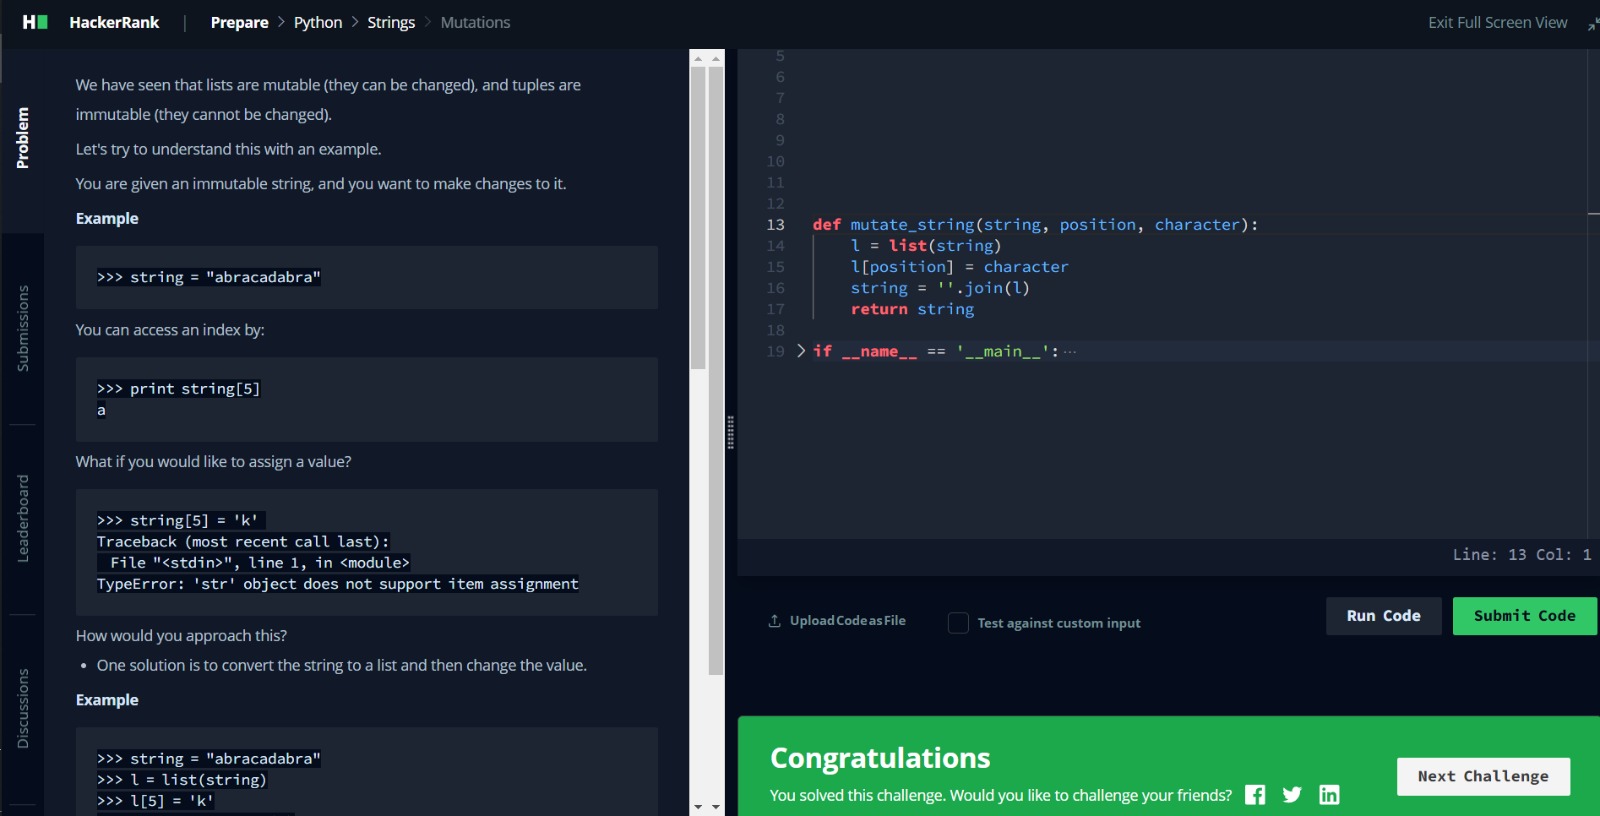 HackerRank | Prepare > Python > Strings > Mutations
Exit Full Screen View
Problem
Submissions
Leaderboard
Discussions
We have seen that lists are mutable (they can be changed), and tuples are
immutable (they cannot be changed).
Let's try to understand this with an example.
You are given an immutable string, and you want to make changes to it.
Example
>>> string = "abracadabra"
You can access an index by:
>>> print string[5]
a
What if you would like to assign a value?
>>> string[5] = 'k'
Traceback (most recent call last):
File "<stdin>", line 1, in <module>
TypeError: 'str' object does not support item assignment
How would you approach this?
• One solution is to convert the string to a list and then change the value.
Example
>>> string = "abracadabra"
>>> l = list(string)
>>> l[5] = 'k'
5
6
7
8
9
10
11
12
13 def mutate_string(string, position, character):
14 l = list(string)
15 l[position] = character
16 string = ''.join(l)
17 return string
18
19 > if __name__ == '__main__': ···
Line: 13 Col: 1
Upload Code as File
Test against custom input
Run Code
Submit Code
Congratulations
You solved this challenge. Would you like to challenge your friends?
Next Challenge